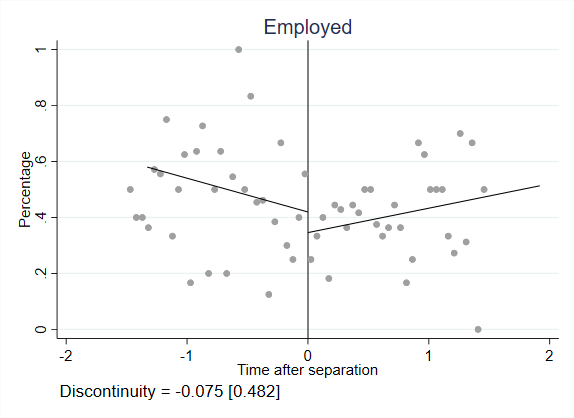 Employed
1
.8
.6
.4
.2
0
Percentage
-2 -1 0 1 2
Time after separation
Discontinuity = -0.075 [0.482]